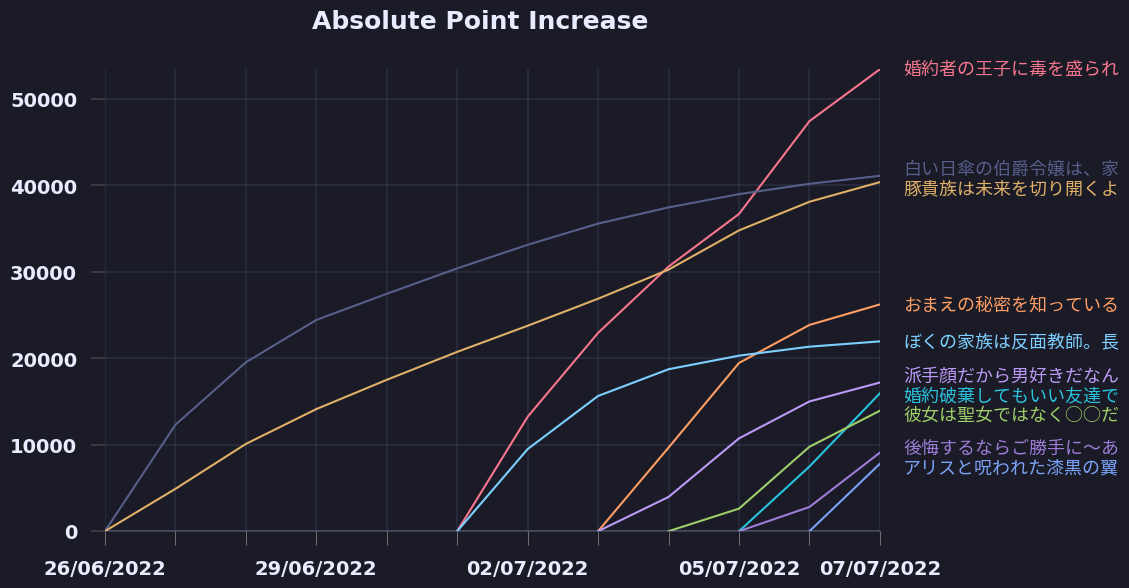 Absolute Point Increase
50000
40000
30000
20000
10000
0
26/06/2022
29/06/2022
02/07/2022
05/07/2022
07/07/2022
婚約者の王子に毒を盛られ
白い日傘の伯爵令嬢は、家
豚貴族は未来を切り開くよ
おまえの秘密を知っている
ぼくの家族は反面教師。長
派手顔だから男好きだなん
婚約破棄してもいい友達で
彼女は聖女ではなく○○だ
後悔するならご勝手に〜あ
アリスと呪われた漆黒の翼